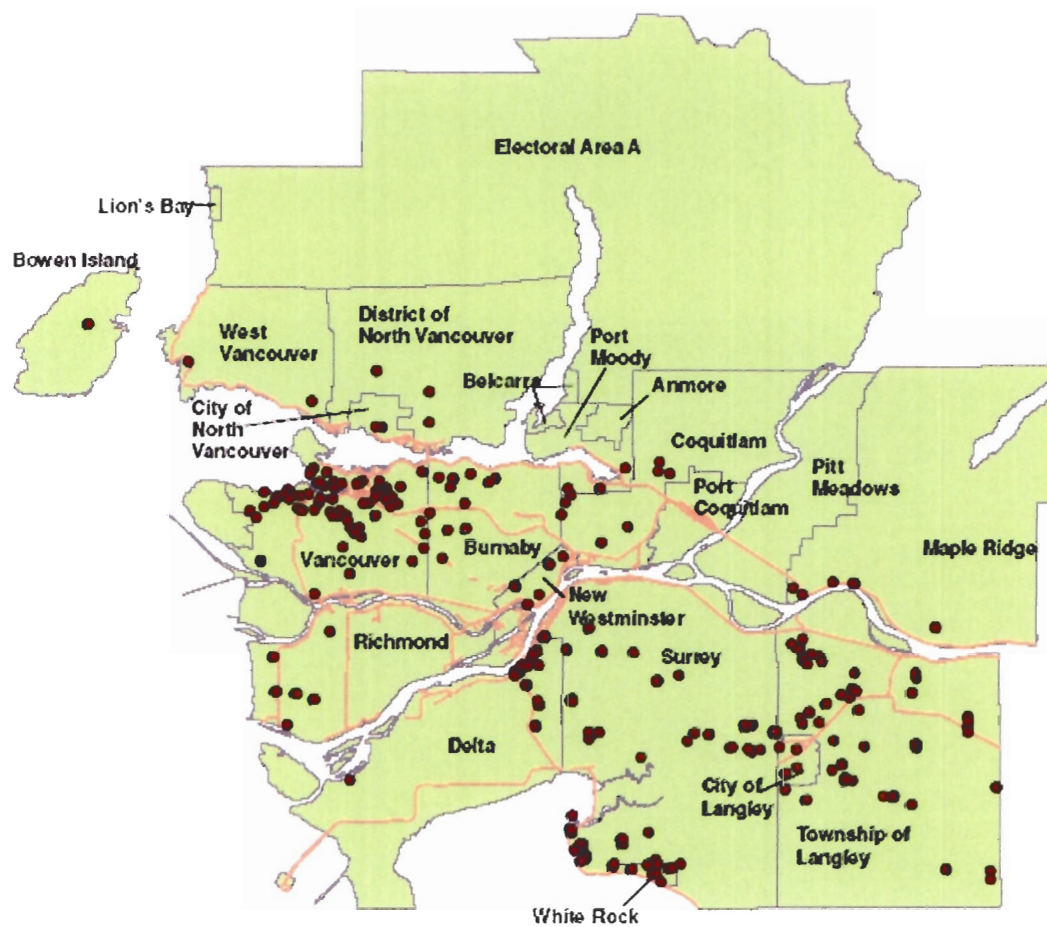 Electoral Area A
Lion's Bay
Bowen Island
West
Vancouver
District of
North Vancouver
Port
Moody
Belcarra
Anmore
City of
North
Vancouver
Coquitlam
Port
Coquitlam
Pitt
Meadows
Maple Ridge
Vancouver
Burnaby
New
Westminster
Richmond
Surrey
Delta
City of
Langley
Township of
Langley
White Rock